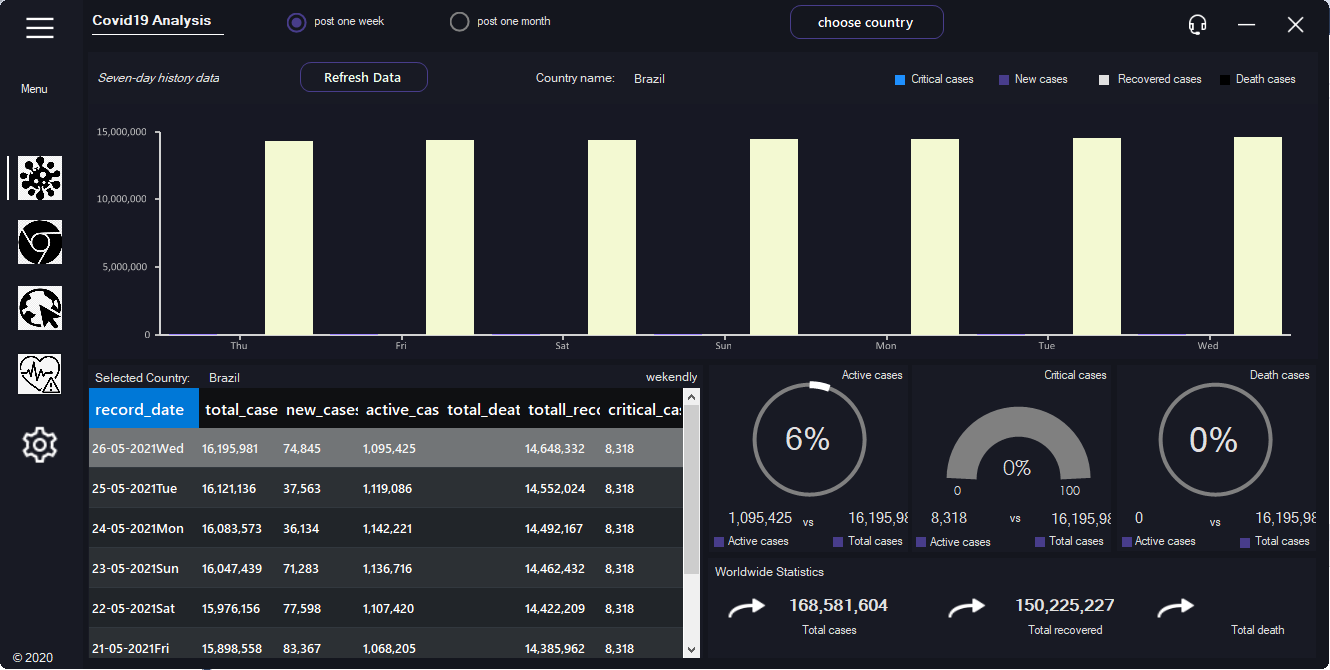 Covid19 Analysis
post one week
post one month
choose country
Menu
Seven-day history data
Refresh Data
Country name: Brazil
Critical cases
New cases
Recovered cases
Death cases
15,000,000
10,000,000
5,000,000
0
Thu Fri Sat Sun Mon Tue Wed
Selected Country: Brazil
wekendly
record_date total_case new_cases active_cas total_deat totall_recc critical_cas
26-05-2021Wed 16,195,981 74,845 1,095,425 14,648,332 8,318
25-05-2021Tue 16,121,136 37,563 1,119,086 14,552,024 8,318
24-05-2021Mon 16,083,573 36,134 1,142,221 14,492,167 8,318
23-05-2021Sun 16,047,439 71,283 1,136,716 14,462,432 8,318
22-05-2021Sat 15,976,156 77,598 1,107,420 14,422,209 8,318
21-05-2021Fri 15,898,558 83,367 1,068,205 14,385,962 8,318
Active cases
6%
1,095,425 vs 16,195,98
Active cases Total cases
Critical cases
0%
0 100
8,318 vs 16,195,98
Active cases Total cases
Death cases
0%
0 vs 16,195,98
Active cases Total cases
Worldwide Statistics
168,581,604
Total cases
150,225,227
Total recovered
Total death
© 2020